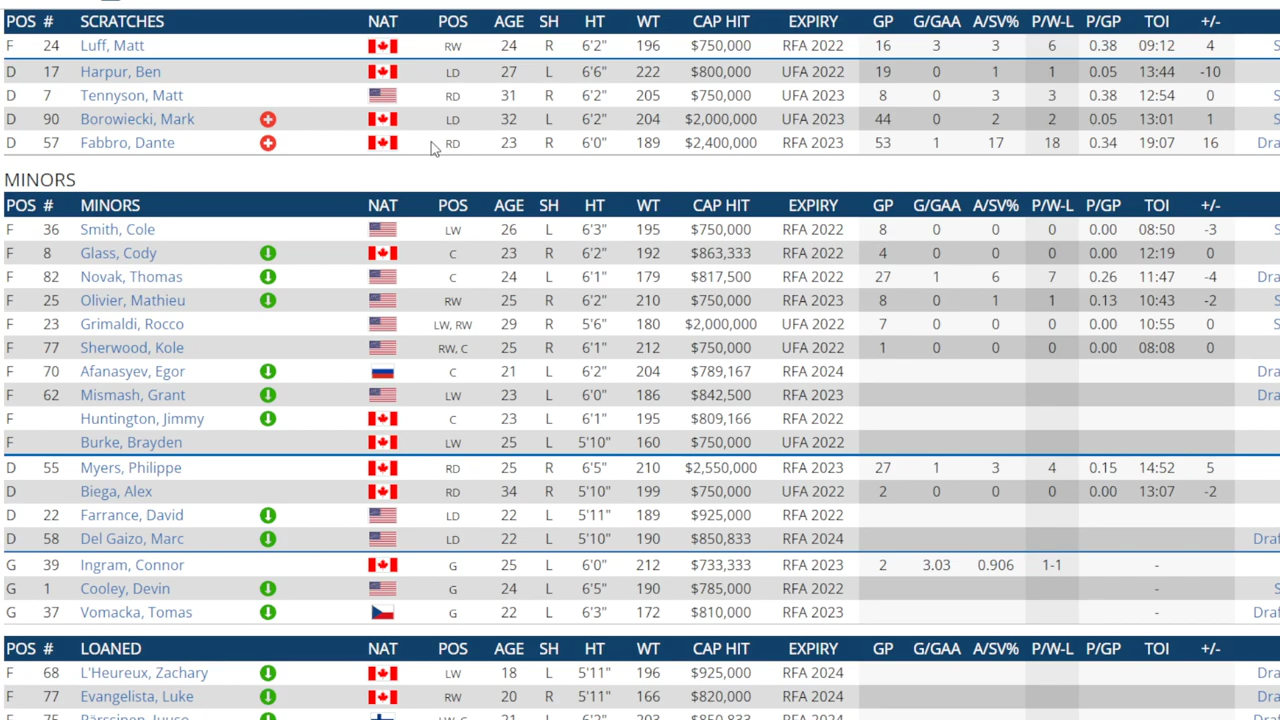 POS # SCRATCHES NAT POS AGE SH HT WT CAP HIT EXPIRY GP G/GAA A/SV% P/W-L P/GP TOI +/-
F 24 Luff, Matt RW 24 R 6'2" 196 $750,000 RFA 2022 16 3 3 6 0.38 09:12 4 S
D 17 Harpur, Ben LD 27 L 6'6" 222 $800,000 UFA 2022 19 0 1 1 0.05 13:44 -10
D 7 Tennyson, Matt RD 31 R 6'2" 205 $750,000 UFA 2023 8 0 3 3 0.38 12:54 0 S
D 90 Borowiecki, Mark LD 32 L 6'2" 204 $2,000,000 UFA 2023 44 0 2 2 0.05 13:01 1 S
D 57 Fabbro, Dante RD 23 R 6'0" 189 $2,400,000 RFA 2023 53 1 17 18 0.34 19:07 16 Dra
MINORS
POS # MINORS NAT POS AGE SH HT WT CAP HIT EXPIRY GP G/GAA A/SV% P/W-L P/GP TOI +/-
F 36 Smith, Cole LW 26 L 6'3" 195 $750,000 RFA 2022 8 0 0 0 0.00 08:50 -3 S
F 8 Glass, Cody C 23 R 6'2" 192 $863,333 RFA 2022 4 0 0 0 0.00 12:19 0
F 82 Novak, Thomas C 24 L 6'1" 179 $817,500 RFA 2022 27 1 6 7 0.26 11:47 -4 Dra
F 25 Olivier, Mathieu RW 25 R 6'2" 210 $750,000 RFA 2023 8 0 1 1 0.13 10:43 -2 S
F 23 Grimaldi, Rocco LW, RW 29 R 5'6" 180 $2,000,000 UFA 2022 7 0 0 0 0.00 10:55 0
F 77 Sherwood, Kole RW, C 25 R 6'1" 212 $750,000 UFA 2022 1 0 0 0 0.00 08:08 0
F 70 Afanasyev, Egor C 21 L 6'2" 204 $789,167 RFA 2024 Dra
F 62 Mismash, Grant LW 23 L 6'0" 186 $842,500 RFA 2023 Dra
F Huntington, Jimmy C 23 L 6'1" 195 $809,166 RFA 2022
F Burke, Brayden LW 25 L 5'10" 160 $750,000 UFA 2022
D 55 Myers, Philippe RD 25 R 6'5" 210 $2,550,000 RFA 2023 27 1 3 4 0.15 14:52 5
D Biega, Alex RD 34 R 5'10" 199 $750,000 UFA 2022 2 0 0 0 0.00 13:07 -2
D 22 Farrance, David LD 22 L 5'11" 189 $925,000 RFA 2022
D 58 Del Gaizo, Marc LD 22 L 5'10" 190 $850,833 RFA 2024 Draf
G 39 Ingram, Connor G 25 L 6'0" 212 $733,333 RFA 2023 2 3.03 0.906 1-1 -
G 1 Cooley, Devin G 24 L 6'5" 190 $785,000 RFA 2022 - S
G 37 Vomacka, Tomas G 22 L 6'3" 172 $810,000 RFA 2023 - Draf
POS # LOANED NAT POS AGE SH HT WT CAP HIT EXPIRY GP G/GAA A/SV% P/W-L P/GP TOI +/-
F 68 L'Heureux, Zachary LW 18 L 5'11" 196 $925,000 RFA 2024 Dra
F 77 Evangelista, Luke RW 20 R 5'11" 166 $820,000 RFA 2024 Dra
F 75 Pärssinen, Juuso LW, C 21 L 6'2" 203 $850,833 RFA 2024 Dra